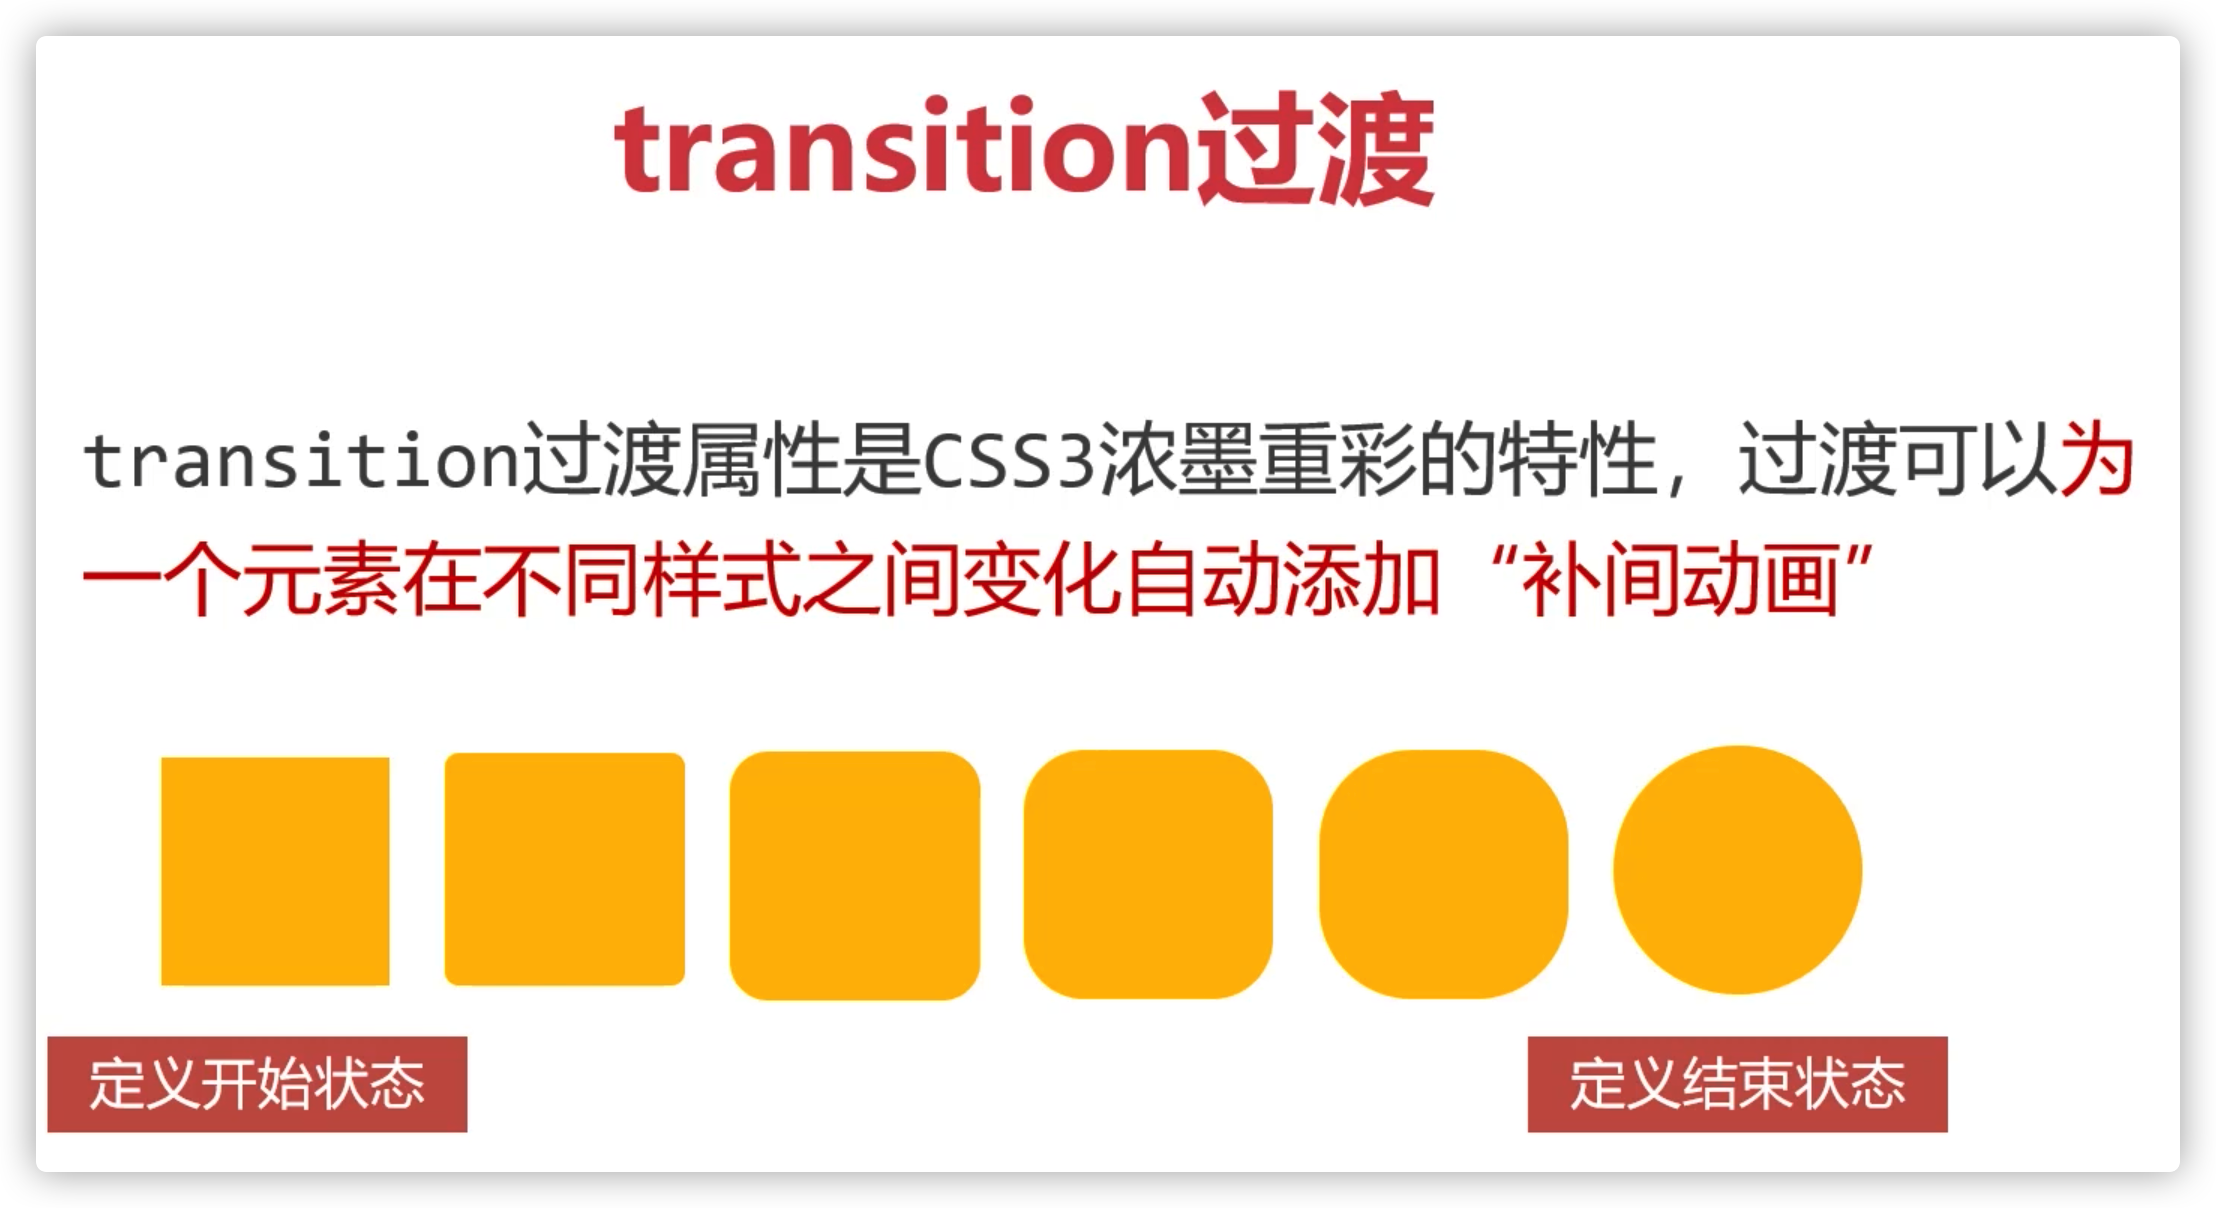 transition过渡
transition过渡属性是CSS3浓墨重彩的特性，过渡可以为
一个元素在不同样式之间变化自动添加“补间动画”
定义开始状态
定义结束状态